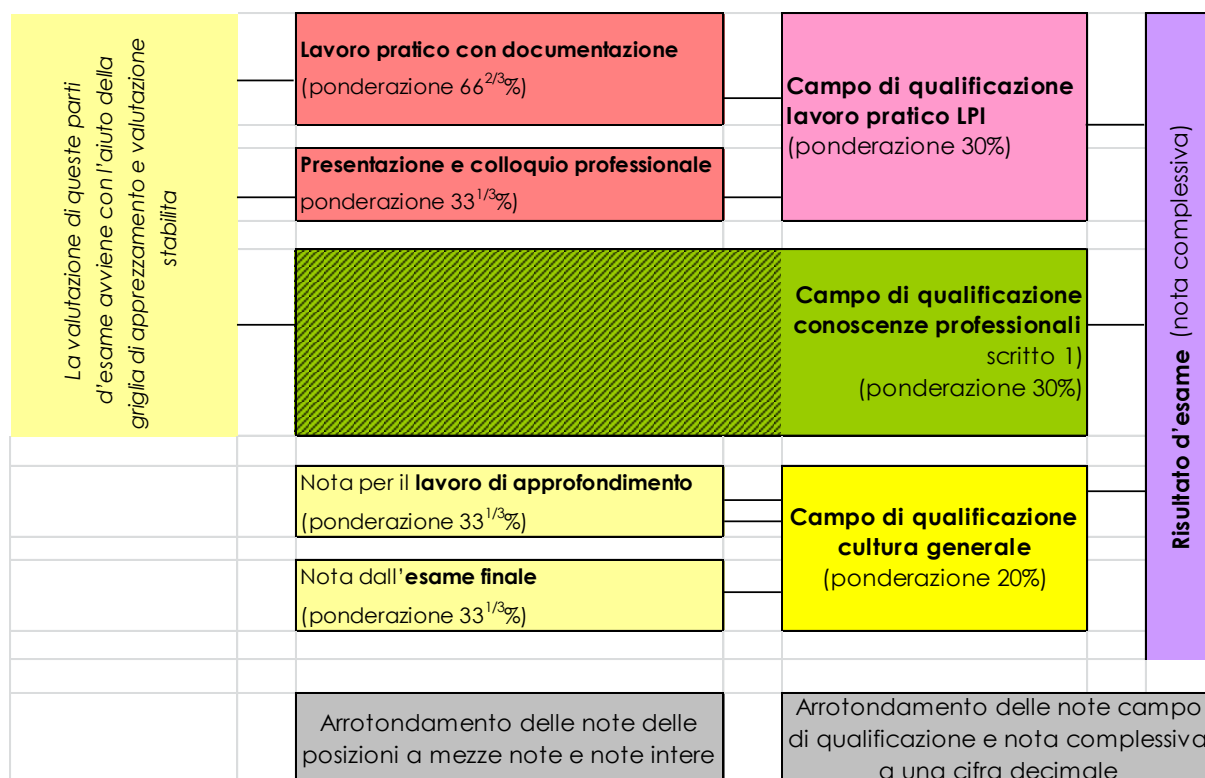 La valutazione di queste parti
d'esame avviene con l'aiuto della
griglia di apprezzamento e valutazione
stabilita
Lavoro pratico con documentazione
(ponderazione 66 2/3%)
Presentazione e colloquio professionale
ponderazione 33 1/3%)
Campo di qualificazione
lavoro pratico LPI
(ponderazione 30%)
Campo di qualificazione
conoscenze professionali
scritto 1)
(ponderazione 30%)
Nota per il lavoro di approfondimento
(ponderazione 33 1/3%)
Nota dall'esame finale
(ponderazione 33 1/3%)
Campo di qualificazione
cultura generale
(ponderazione 20%)
Risultato d'esame (nota complessiva)
Arrotondamento delle note delle
posizioni a mezze note e note intere
Arrotondamento delle note campo
di qualificazione e nota complessiva
a una cifra decimale